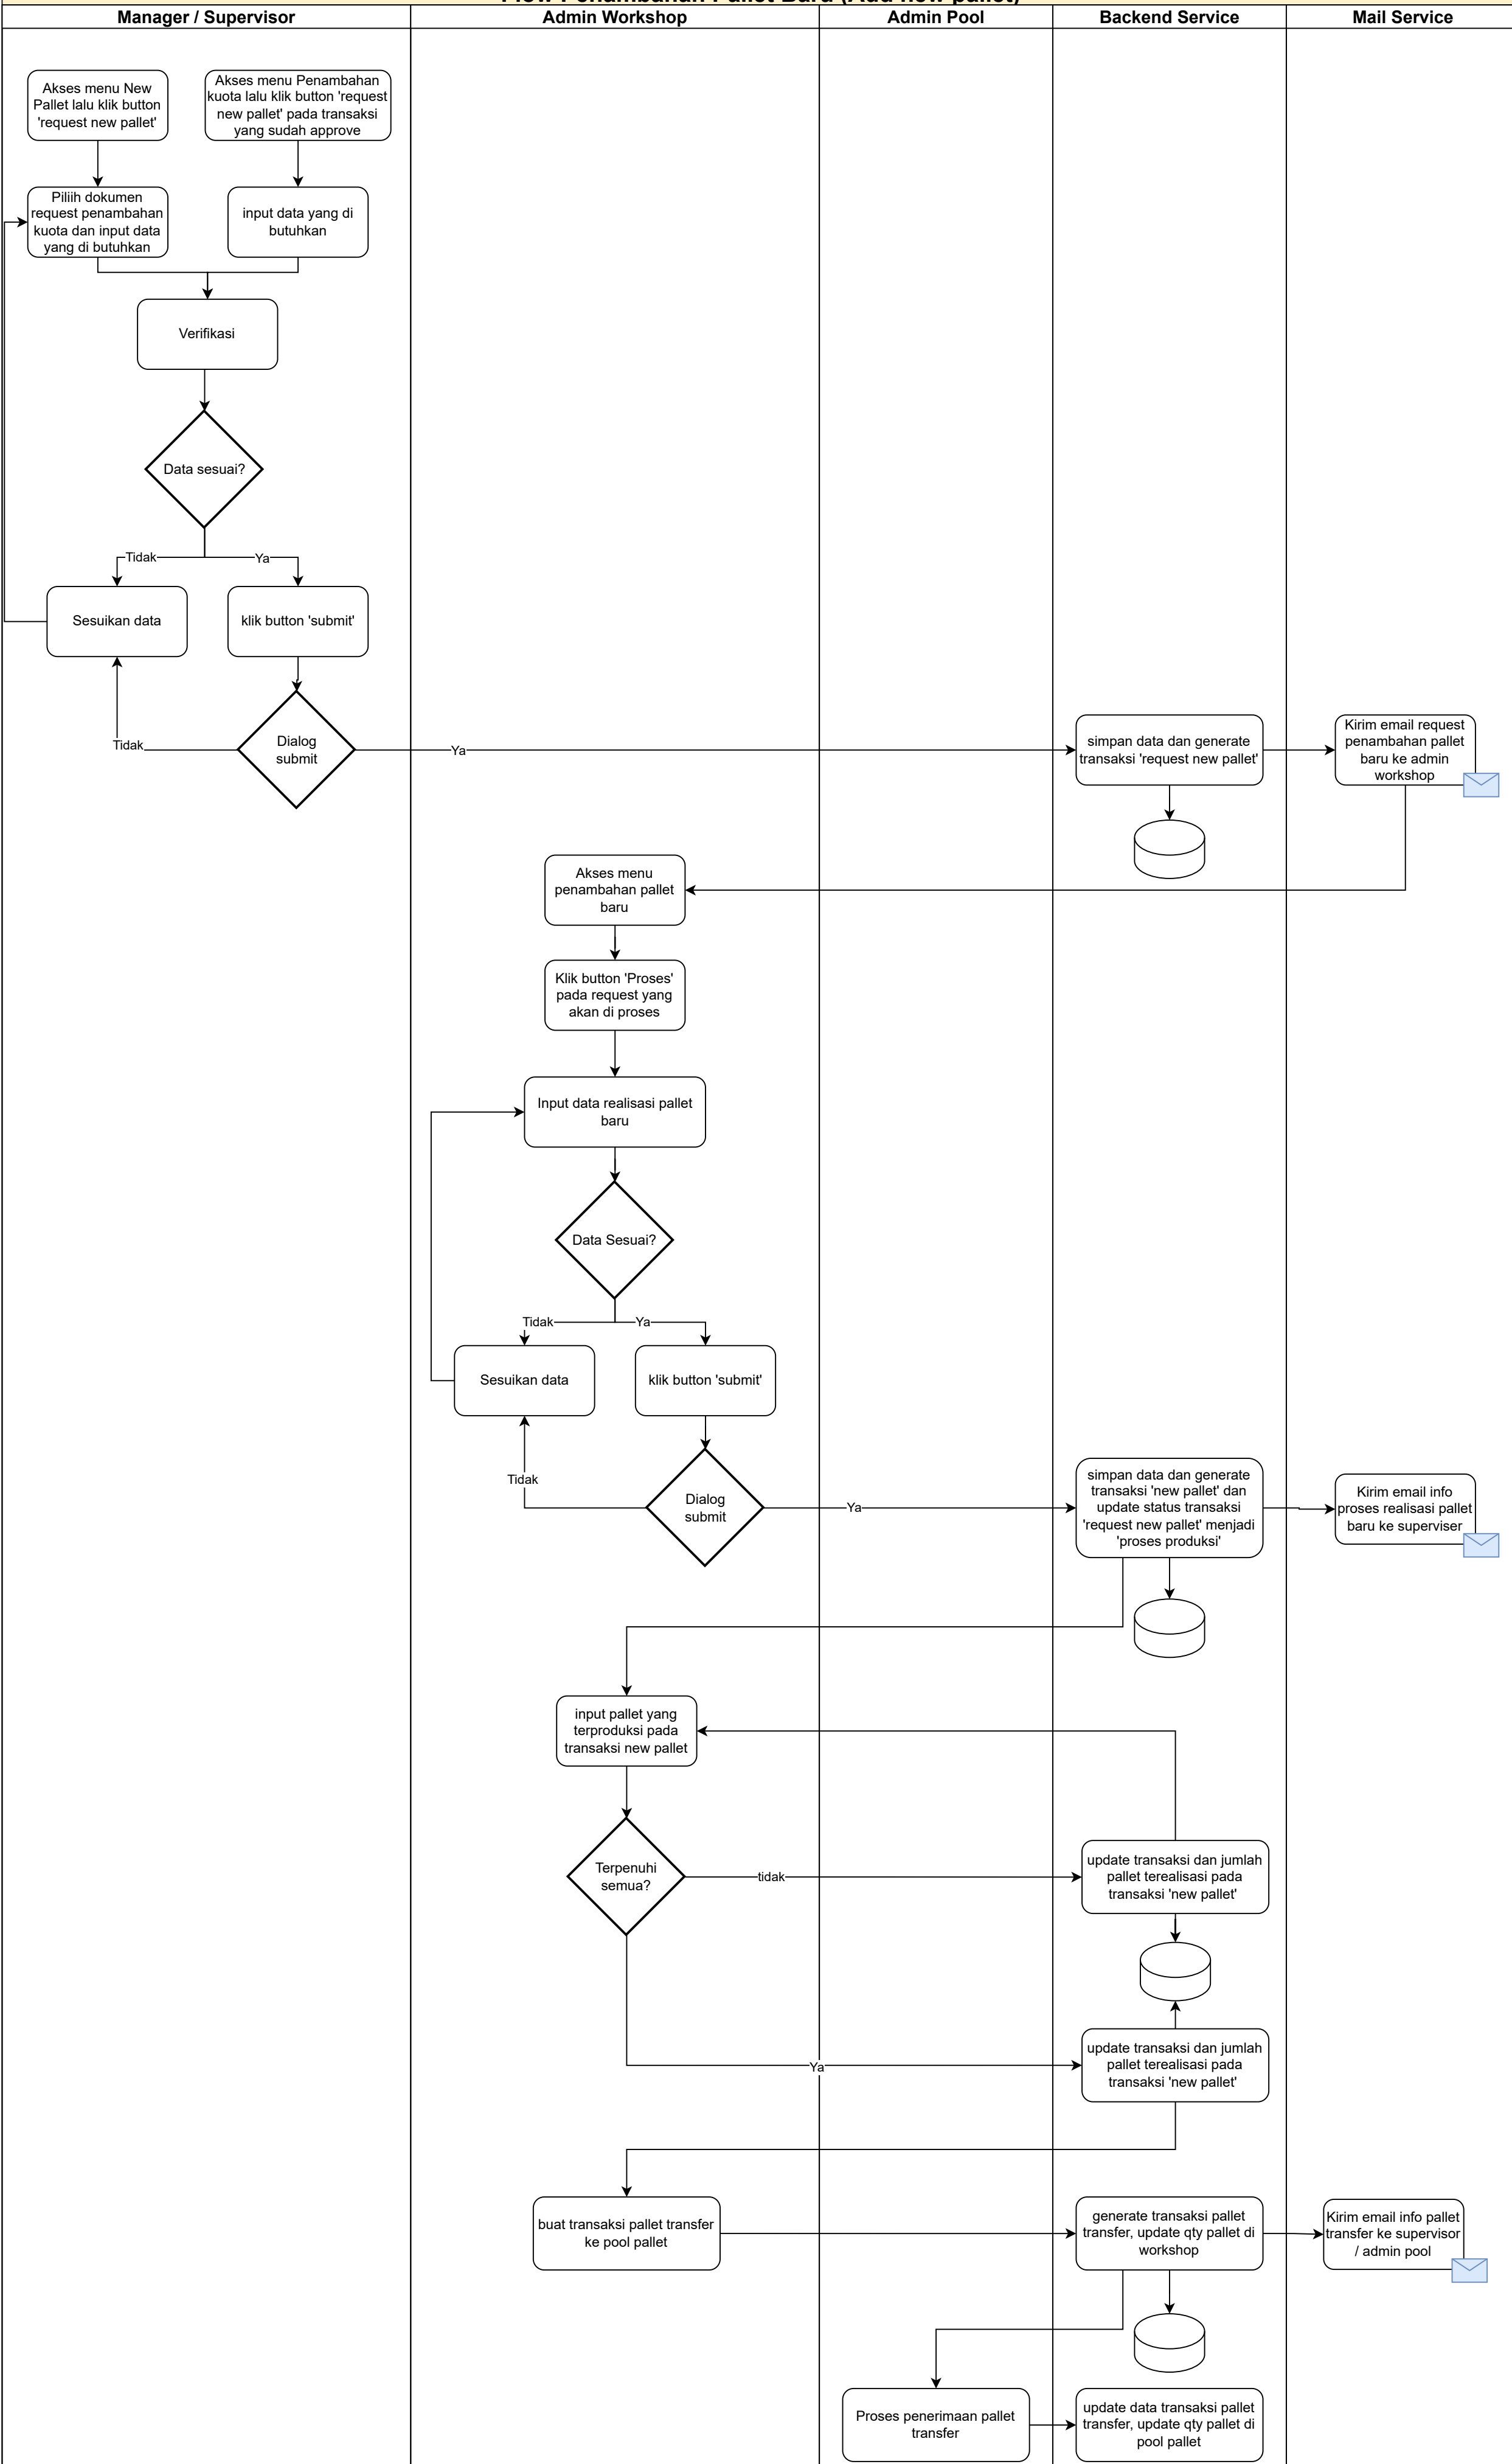 Flow Penambahan Pallet Baru (Add new pallet)
Manager / Supervisor
Admin Workshop
Admin Pool
Backend Service
Mail Service
Akses menu New
Pallet lalu klik button
'request new pallet'
Akses menu Penambahan
kuota lalu klik button 'request
new pallet' pada transaksi
yang sudah approve
Piliih dokumen
request penambahan
kuota dan input data
yang di butuhkan
input data yang di
butuhkan
Verifikasi
Data sesuai?
Tidak
Ya
Sesuikan data
klik button 'submit'
Dialog
submit
Tidak
Ya
simpan data dan generate
transaksi 'request new pallet'
Kirim email request
penambahan pallet
baru ke admin
workshop
Akses menu
penambahan pallet
baru
Klik button 'Proses'
pada request yang
akan di proses
Input data realisasi pallet
baru
Data Sesuai?
Tidak
Ya
Sesuikan data
klik button 'submit'
Tidak
Dialog
submit
Ya
simpan data dan generate
transaksi 'new pallet' dan
update status transaksi
'request new pallet' menjadi
'proses produksi'
Kirim email info
proses realisasi pallet
baru ke superviser
input pallet yang
terproduksi pada
transaksi new pallet
Terpenuhi
semua?
tidak
update transaksi dan jumlah
pallet terealisasi pada
transaksi 'new pallet'
Ya
update transaksi dan jumlah
pallet terealisasi pada
transaksi 'new pallet'
buat transaksi pallet transfer
ke pool pallet
generate transaksi pallet
transfer, update qty pallet di
workshop
Kirim email info pallet
transfer ke supervisor
/ admin pool
Proses penerimaan pallet
transfer
update data transaksi pallet
transfer, update qty pallet di
pool pallet